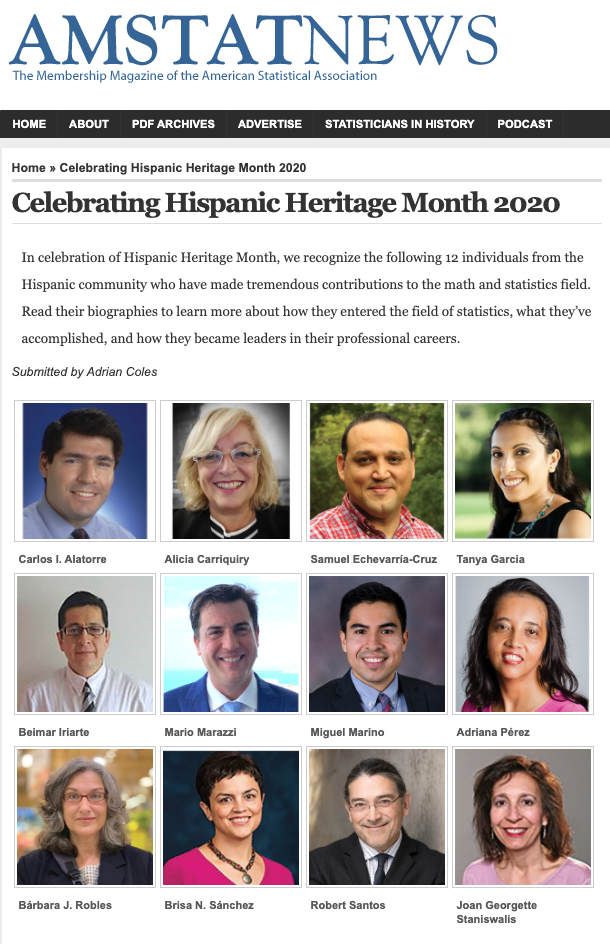 AMSTATNEWS
The Membership Magazine of the American Statistical Association
HOME ABOUT PDF ARCHIVES ADVERTISE STATISTICIANS IN HISTORY PODCAST
Home » Celebrating Hispanic Heritage Month 2020
Celebrating Hispanic Heritage Month 2020
In celebration of Hispanic Heritage Month, we recognize the following 12 individuals from the
Hispanic community who have made tremendous contributions to the math and statistics field.
Read their biographies to learn more about how they entered the field of statistics, what they've
accomplished, and how they became leaders in their professional careers.
Submitted by Adrian Coles
Carlos I. Alatorre Alicia Carriquiry Samuel Echevarría-Cruz Tanya Garcia
Beimar Iriarte Mario Marazzi Miguel Marino Adriana Pérez
Bárbara J. Robles Brisa N. Sánchez Robert Santos Joan Georgette
Staniswalis